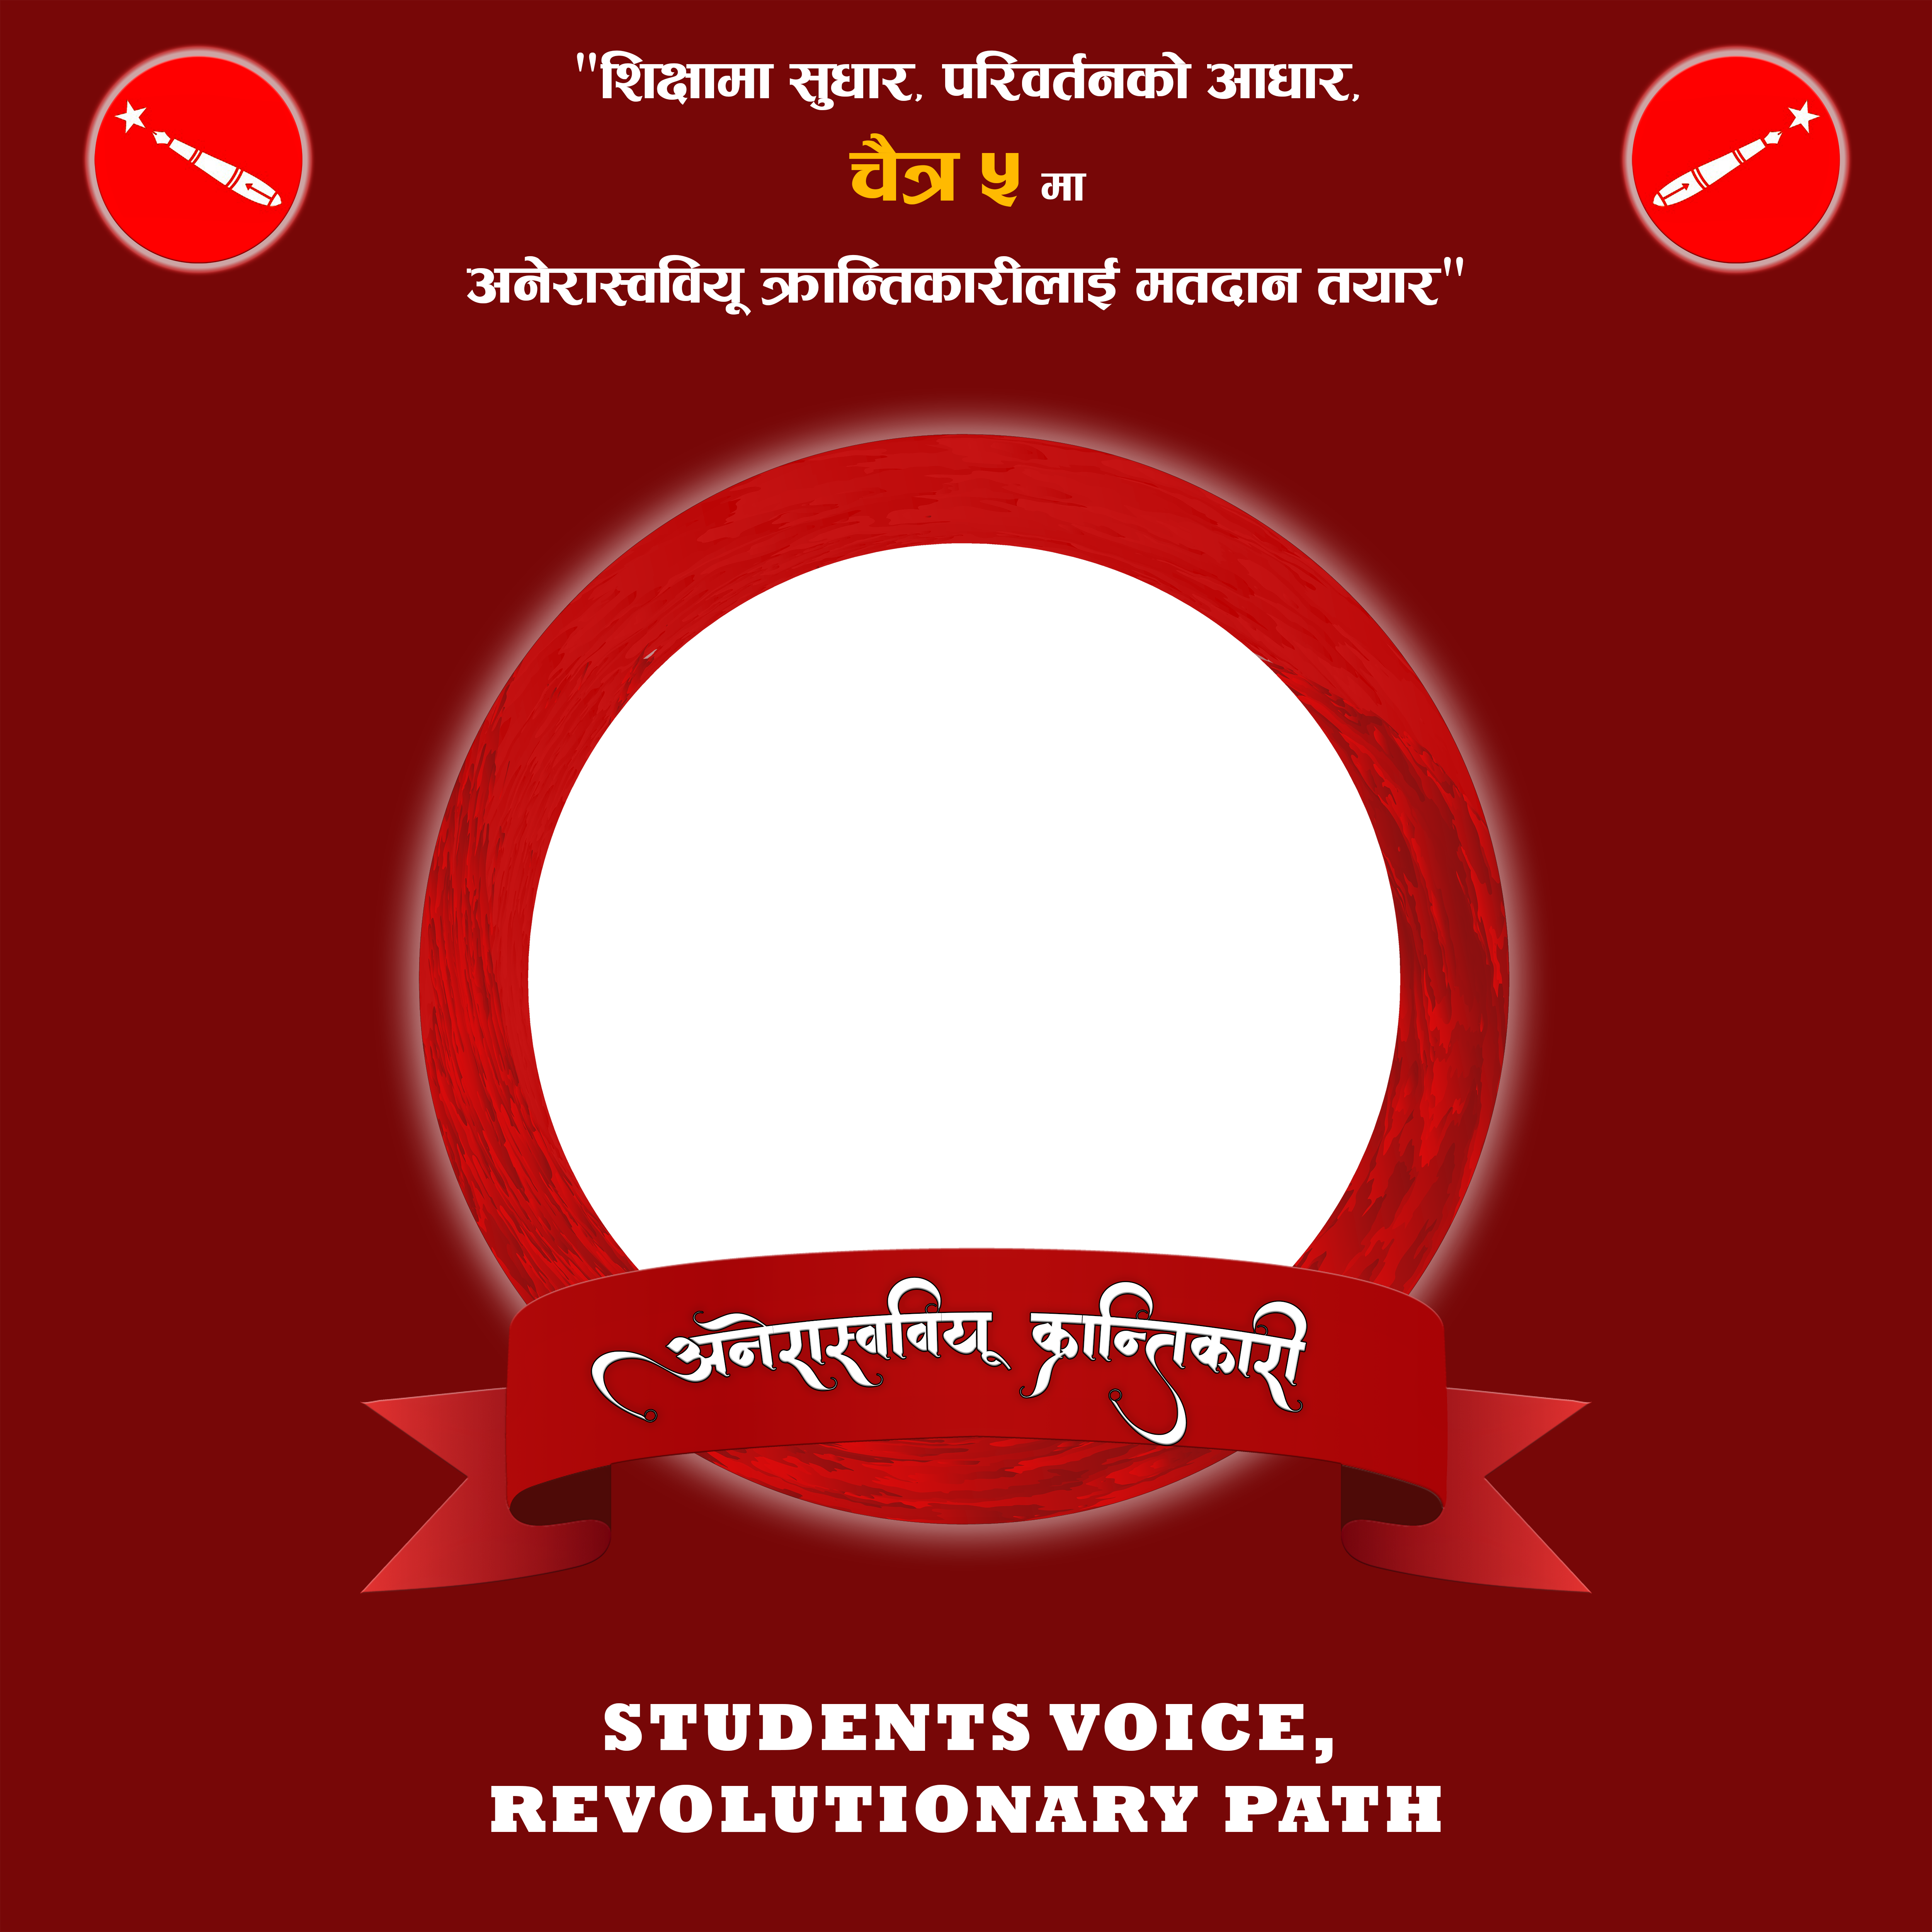 "शिक्षामा सुधार, परिवर्तनको आधार,
चैत्र ५ मा
अनेरास्ववियू क्रान्तिकारीलाई मतदान तयार"
अनेरास्ववियू क्रान्तिकारी
STUDENTS VOICE,
REVOLUTIONARY PATH